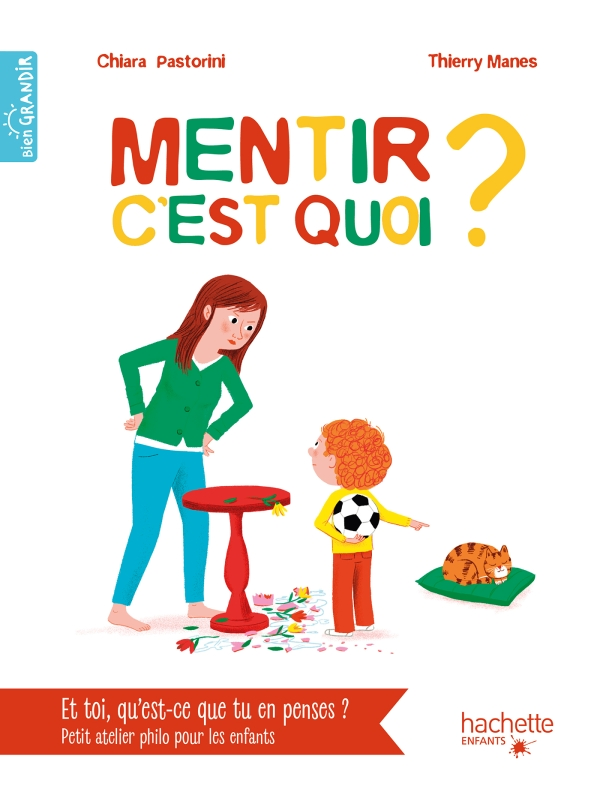 Bien GRANDIR
Chiara Pastorini
Thierry Manes
MENTIR
C'EST QUOI ?
Et toi, qu'est-ce que tu en penses ?
Petit atelier philo pour les enfants
hachette
ENFANTS